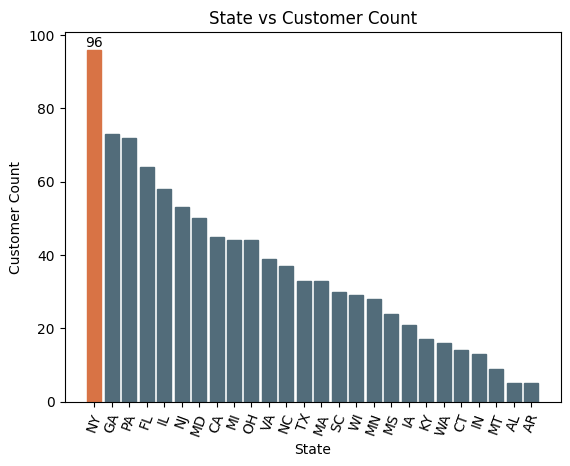 State vs Customer Count
96
100
80
60
40
20
0
Customer Count
NY GA PA FL IL NJ MD CA MI OH VA NC TX MA SC WI MN MS IA KY WA CT IN MT AL AR
State